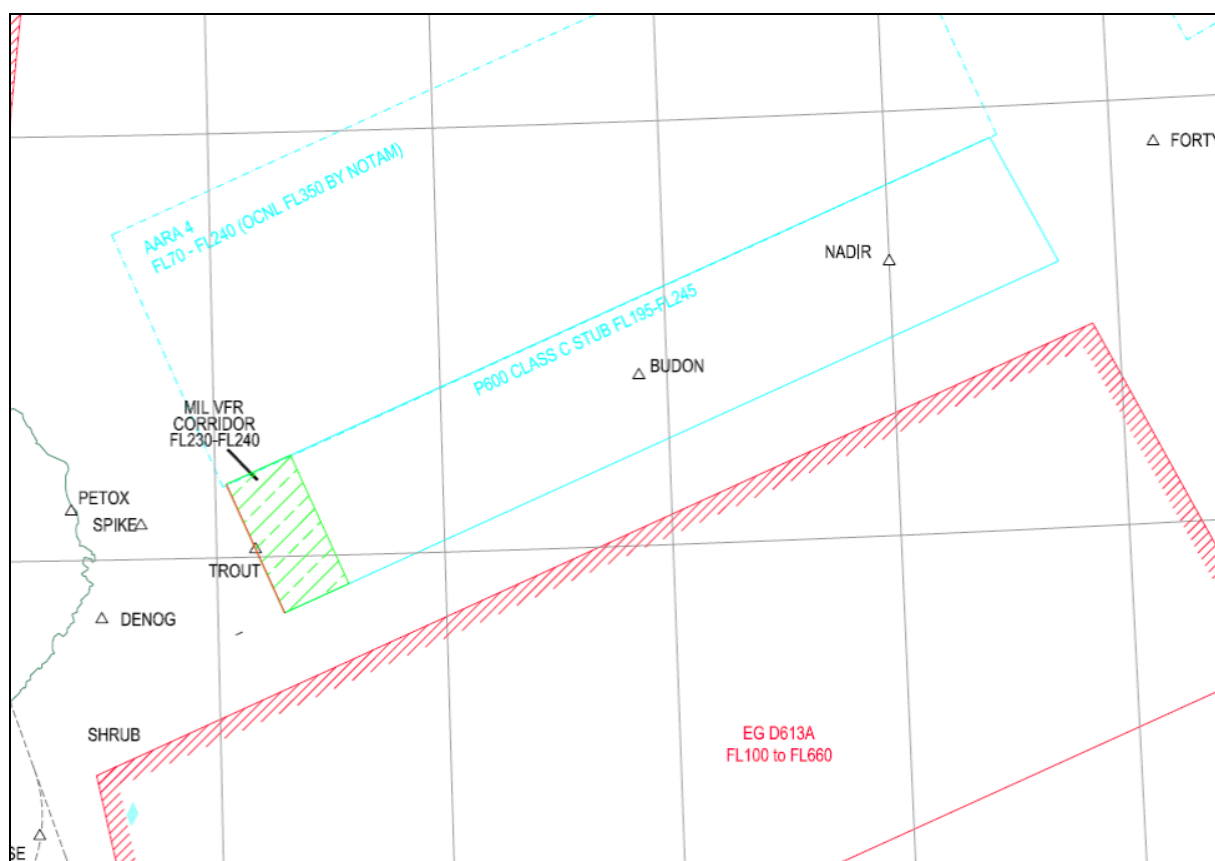 FORTY
AARA 4
FL70 - FL240 (OCNL FL350 BY NOTAM)
NADIR
P600 CLASS C STUB FL195-FL245
BUDON
MIL VFR
CORRIDOR
FL230-FL240
PETOX
SPIKE
TROUT
DENOG
SHRUB
EG D613A
FL100 to FL660
SE